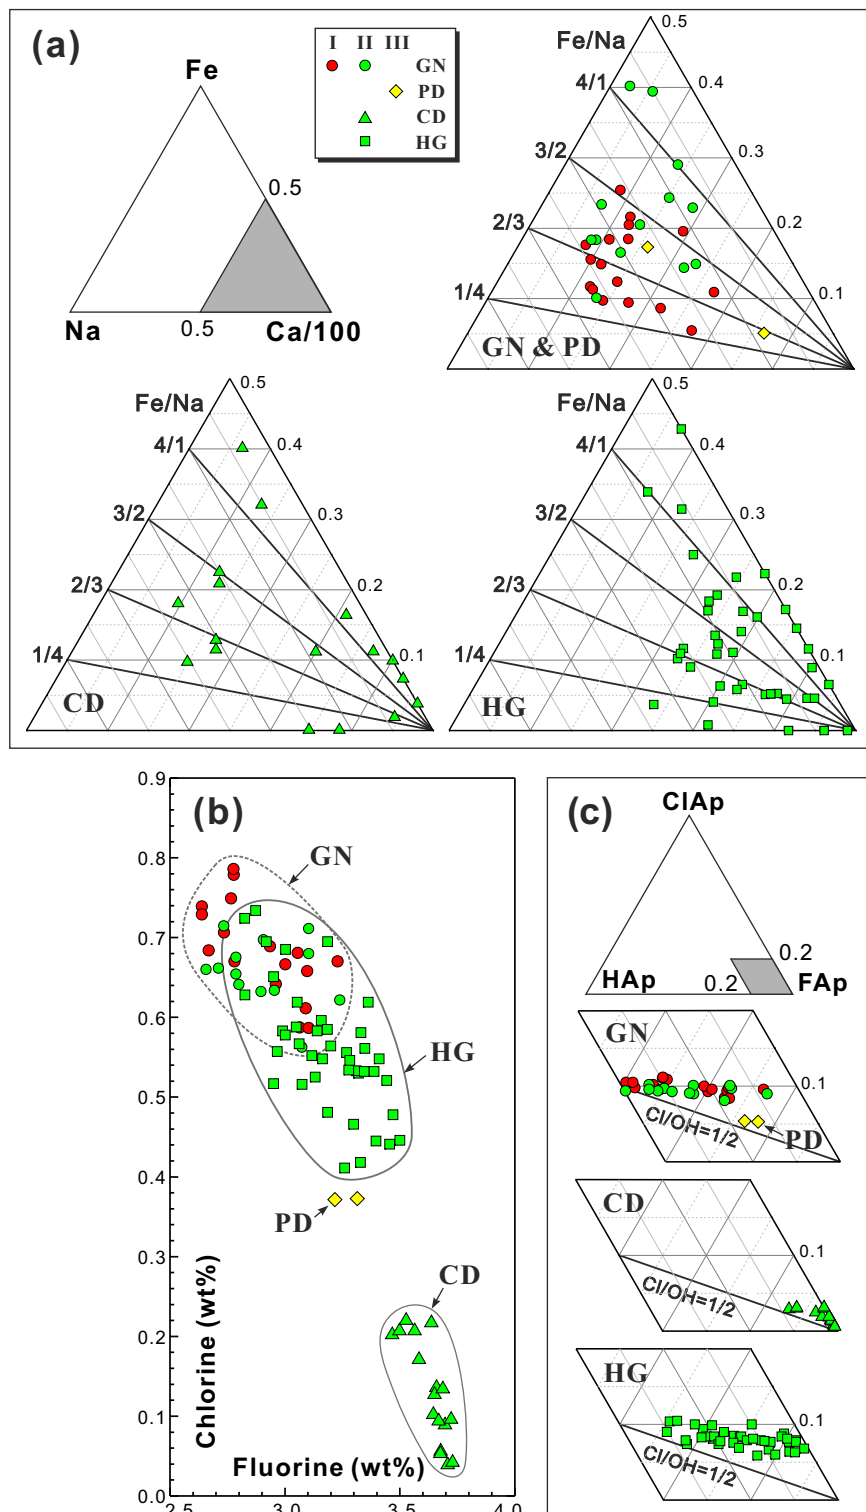 (a)
Fe
Na
Ca/100
0.5
0.5
I II III
GN
PD
CD
HG
Fe/Na
0.5
4/1
0.4
3/2
0.3
2/3
0.2
1/4
0.1
GN & PD
Fe/Na
0.5
4/1
0.4
3/2
0.3
2/3
0.2
1/4
0.1
CD
Fe/Na
0.5
4/1
0.4
3/2
0.3
2/3
0.2
1/4
0.1
HG
(b)
0.9
0.8
0.7
0.6
0.5
0.4
0.3
0.2
0.1
0.0
Chlorine (wt%)
GN
HG
PD
CD
Fluorine (wt%)
2.5 3.0 3.5 4.0
(c)
ClAp
HAp
FAp
0.2
0.2
GN
0.1
Cl/OH=1/2
PD
CD
0.1
Cl/OH=1/2
HG
0.1
Cl/OH=1/2